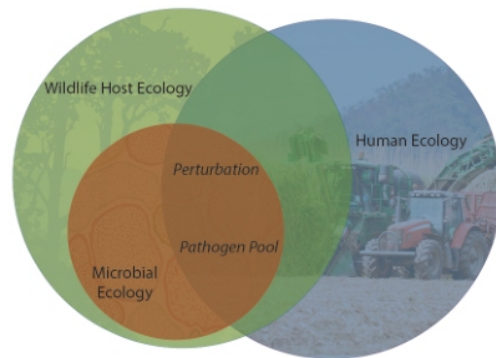 Wildlife Host Ecology
Human Ecology
Perturbation
Pathogen Pool
Microbial
Ecology